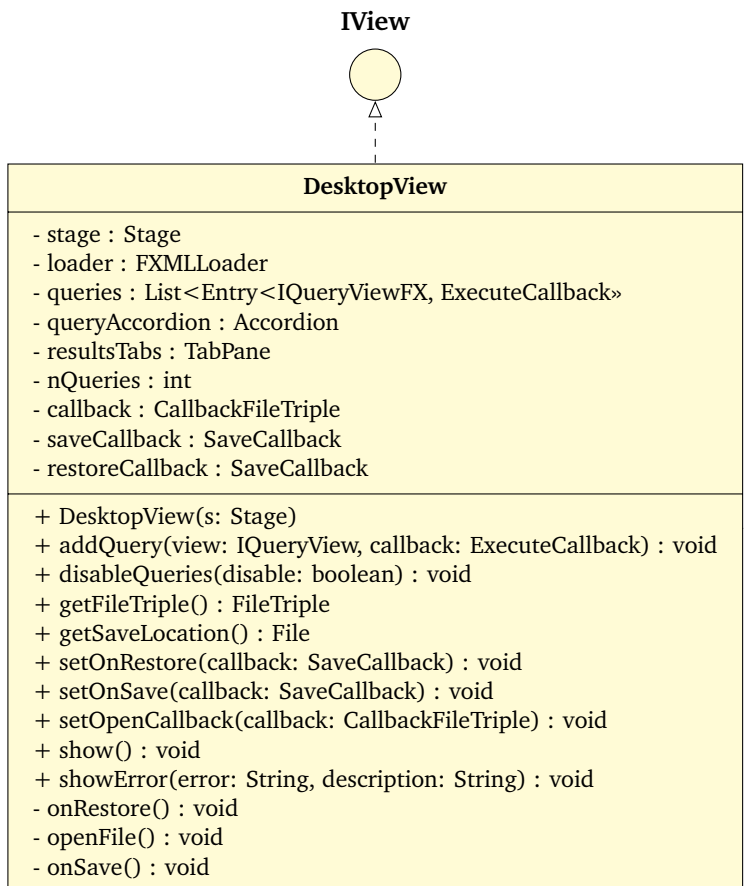 IView
DesktopView
- stage : Stage
- loader : FXMLLoader
- queries : List<Entry<IQueryViewFX, ExecuteCallback»
- queryAccordion : Accordion
- resultsTabs : TabPane
- nQueries : int
- callback : CallbackFileTriple
- saveCallback : SaveCallback
- restoreCallback : SaveCallback
+ DesktopView(s: Stage)
+ addQuery(view: IQueryView, callback: ExecuteCallback) : void
+ disableQueries(disable: boolean) : void
+ getFileTriple() : FileTriple
+ getSaveLocation() : File
+ setOnRestore(callback: SaveCallback) : void
+ setOnSave(callback: SaveCallback) : void
+ setOpenCallback(callback: CallbackFileTriple) : void
+ show() : void
+ showError(error: String, description: String) : void
- onRestore() : void
- openFile() : void
- onSave() : void